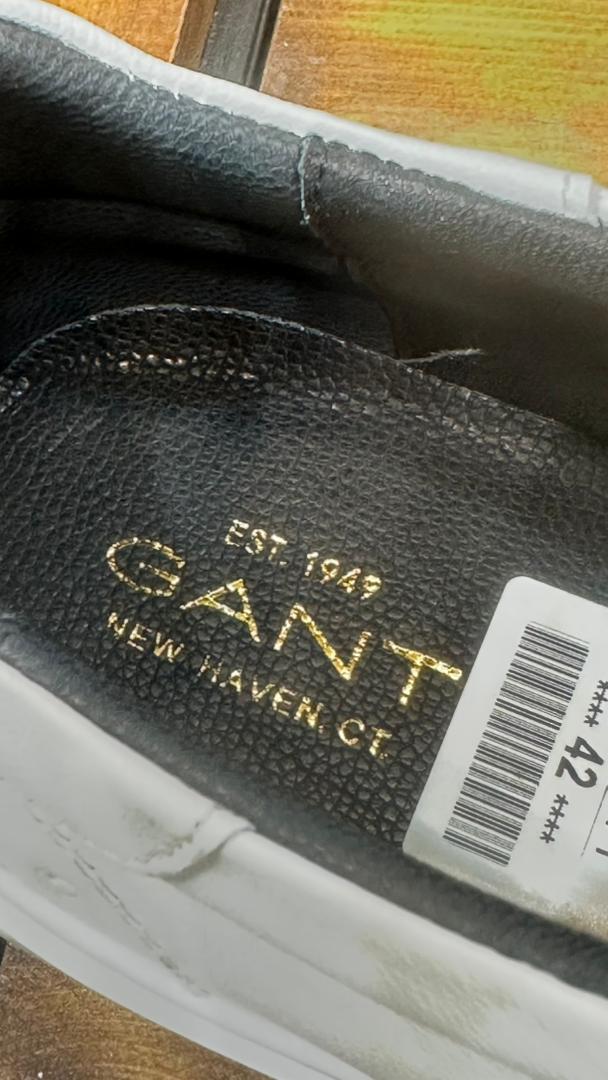 EST. 1949
GANT
NEW HAVEN, CT.
**** 42 ****